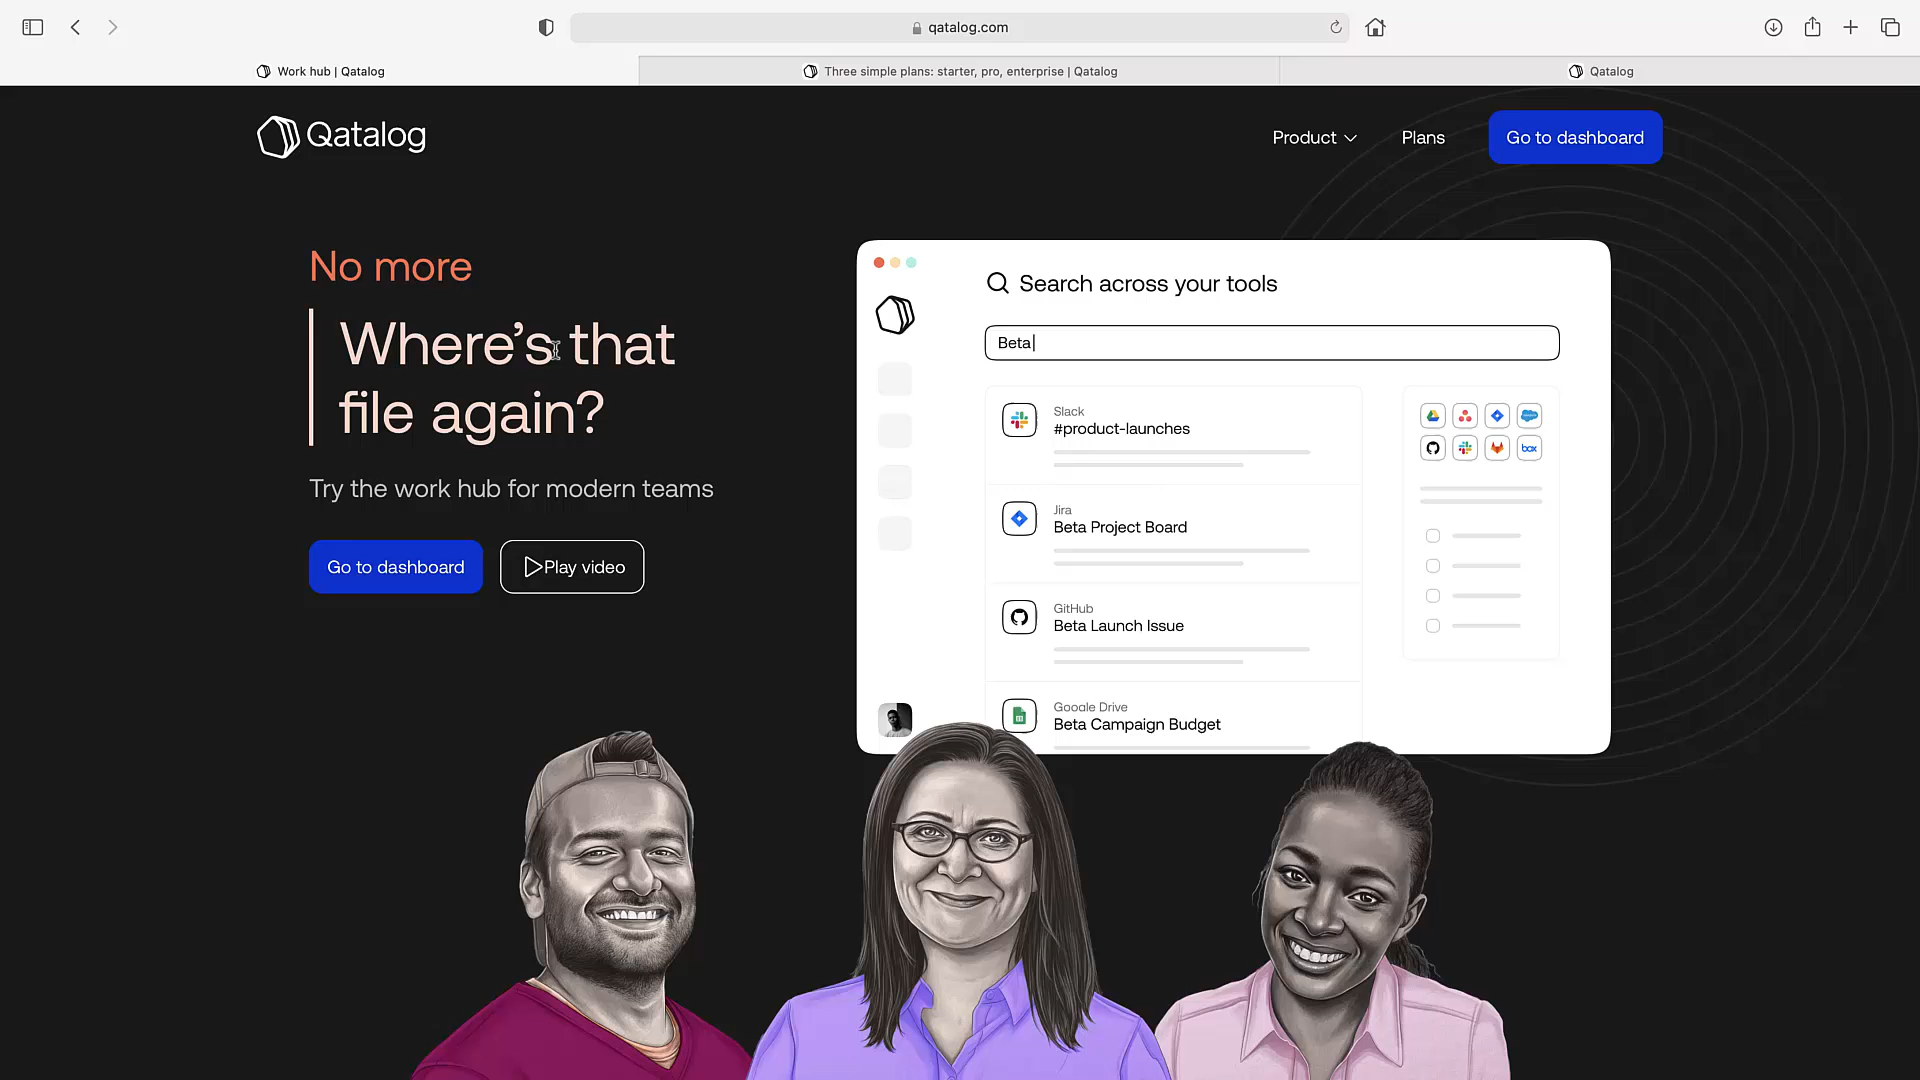 qatalog.com
Work hub | Qatalog
Three simple plans: starter, pro, enterprise | Qatalog
Qatalog
Qatalog
Product
Plans
Go to dashboard
No more
Where's that
file again?
Try the work hub for modern teams
Go to dashboard
Play video
Search across your tools
Beta
Slack
#product-launches
Jira
Beta Project Board
GitHub
Beta Launch Issue
Google Drive
Beta Campaign Budget
box